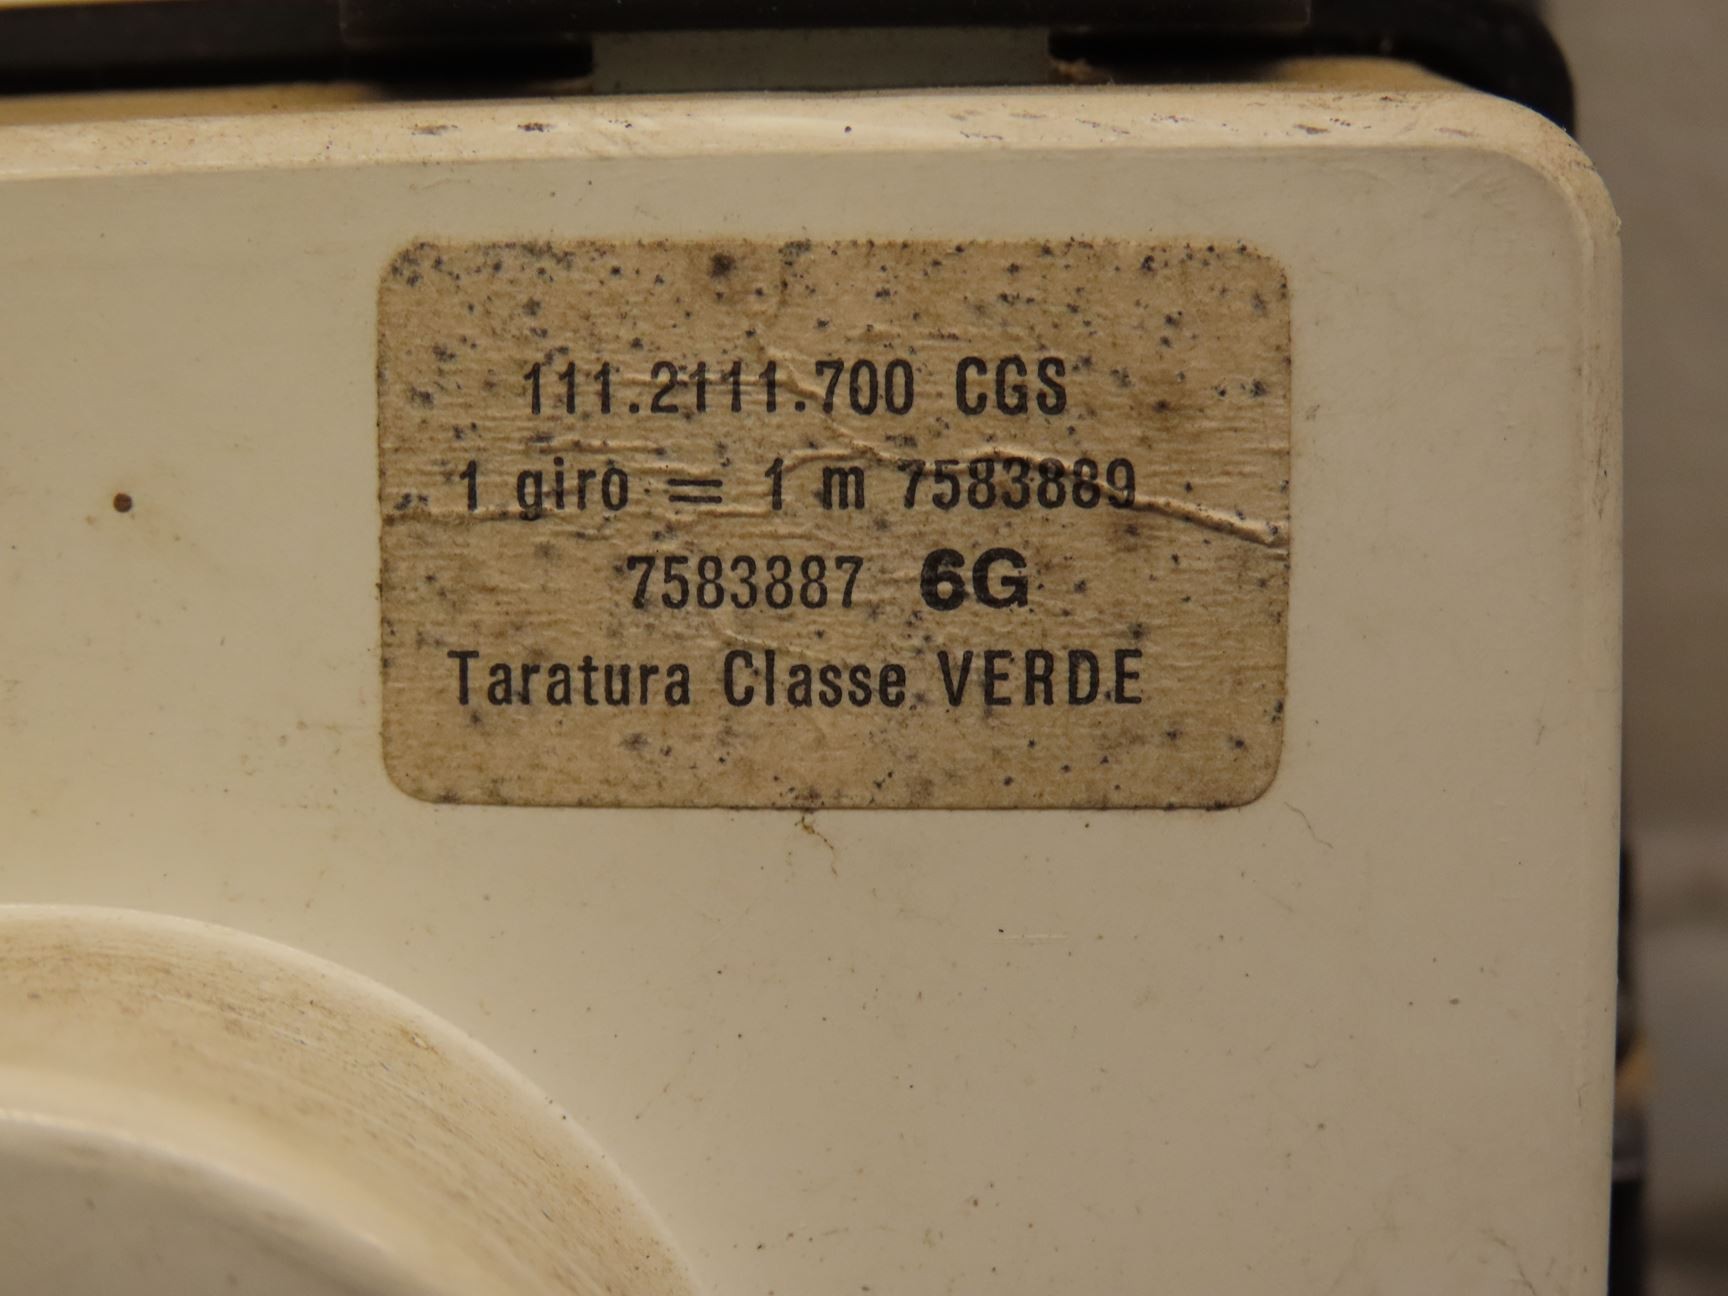 111.2111.700 CGS
1 giro = 1 m 7583889
7583887 6G
Taratura Classe VERDE